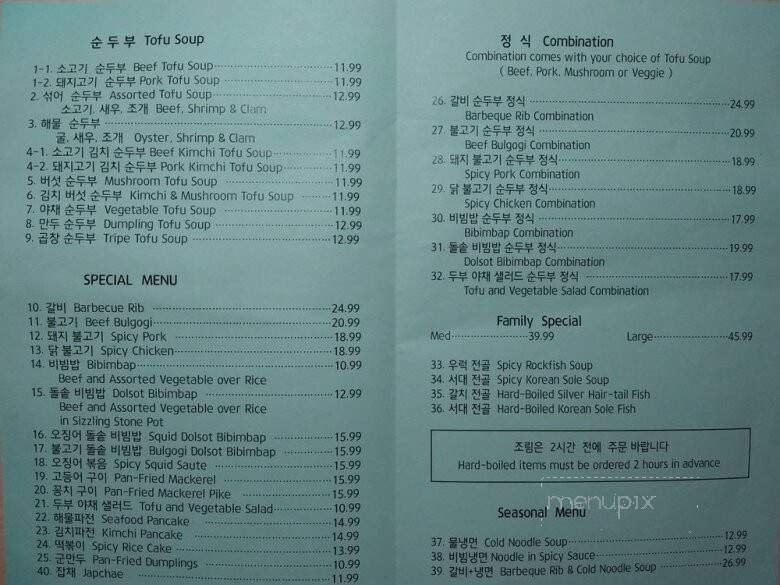 순두부 Tofu Soup
1-1. 소고기 순두부 Beef Tofu Soup 11.99
1-2. 돼지고기 순두부 Pork Tofu Soup 11.99
2. 섞어 순두부 Assorted Tofu Soup 12.99
소고기, 새우, 조개 Beef, Shrimp & Clam
3. 해물 순두부 12.99
굴, 새우, 조개 Oyster, Shrimp & Clam
4-1. 소고기 김치 순두부 Beef Kimchi Tofu Soup 11.99
4-2. 돼지고기 김치 순두부 Pork Kimchi Tofu Soup 11.99
5. 버섯 순두부 Mushroom Tofu Soup 11.99
6. 김치 버섯 순두부 Kimchi & Mushroom Tofu Soup 11.99
7. 야채 순두부 Vegetable Tofu Soup 11.99
8. 만두 순두부 Dumpling Tofu Soup 12.99
9. 곱창 순두부 Tripe Tofu Soup 12.99
SPECIAL MENU
10. 갈비 Barbecue Rib 24.99
11. 불고기 Beef Bulgogi 20.99
12. 돼지 불고기 Spicy Pork 18.99
13. 닭 불고기 Spicy Chicken 18.99
14. 비빔밥 Bibimbap 10.99
Beef and Assorted Vegetable over Rice
15. 돌솥 비빔밥 Dolsot Bibimbap 12.99
Beef and Assorted Vegetable over Rice
in Sizzling Stone Pot
16. 오징어 돌솥 비빔밥 Squid Dolsot Bibimbap 15.99
17. 불고기 돌솥 비빔밥 Bulgogi Dolsot Bibimbap 15.99
18. 오징어 볶음 Spicy Squid Saute 15.99
19. 고등어 구이 Pan-Fried Mackerel 15.99
20. 꽁치 구이 Pan-Fried Mackerel Pike 15.99
21. 두부 야채 샐러드 Tofu and Vegetable Salad 10.99
22. 해물파전 Seafood Pancake 14.99
23. 김치파전 Kimchi Pancake 14.99
24. 떡볶이 Spicy Rice Cake 13.99
25. 군만두 Pan-Fried Dumplings 10.99
40. 잡채 Japchae 11.99
정식 Combination
Combination comes with your choice of Tofu Soup
( Beef, Pork, Mushroom or Veggie )
26. 갈비 순두부 정식 24.99
Barbeque Rib Combination
27. 불고기 순두부 정식 20.99
Beef Bulgogi Combination
28. 돼지 불고기 순두부 정식 18.99
Spicy Pork Combination
29. 닭 불고기 순두부 정식 18.99
Spicy Chicken Combination
30. 비빔밥 순두부 정식 17.99
Bibimbap Combination
31. 돌솥 비빔밥 순두부 정식 19.99
Dolsot Bibimbap Combination
32. 두부 야채 샐러드 순두부 정식 17.99
Tofu and Vegetable Salad Combination
Family Special
Med 39.99 Large 45.99
33. 우럭 전골 Spicy Rockfish Soup
34. 서대 전골 Spicy Korean Sole Soup
35. 갈치 전골 Hard-Boiled Silver Hair-tail Fish
36. 서대 전골 Hard-Boiled Korean Sole Fish
조림은 2시간 전에 주문 바랍니다
Hard-boiled items must be ordered 2 hours in advance
menupix
Seasonal Menu
37. 물냉면 Cold Noodle Soup 12.99
38. 비빔냉면 Noodle in Spicy Sauce 12.99
39. 갈비+냉면 Barbeque Rib & Cold Noodle Soup 26.99